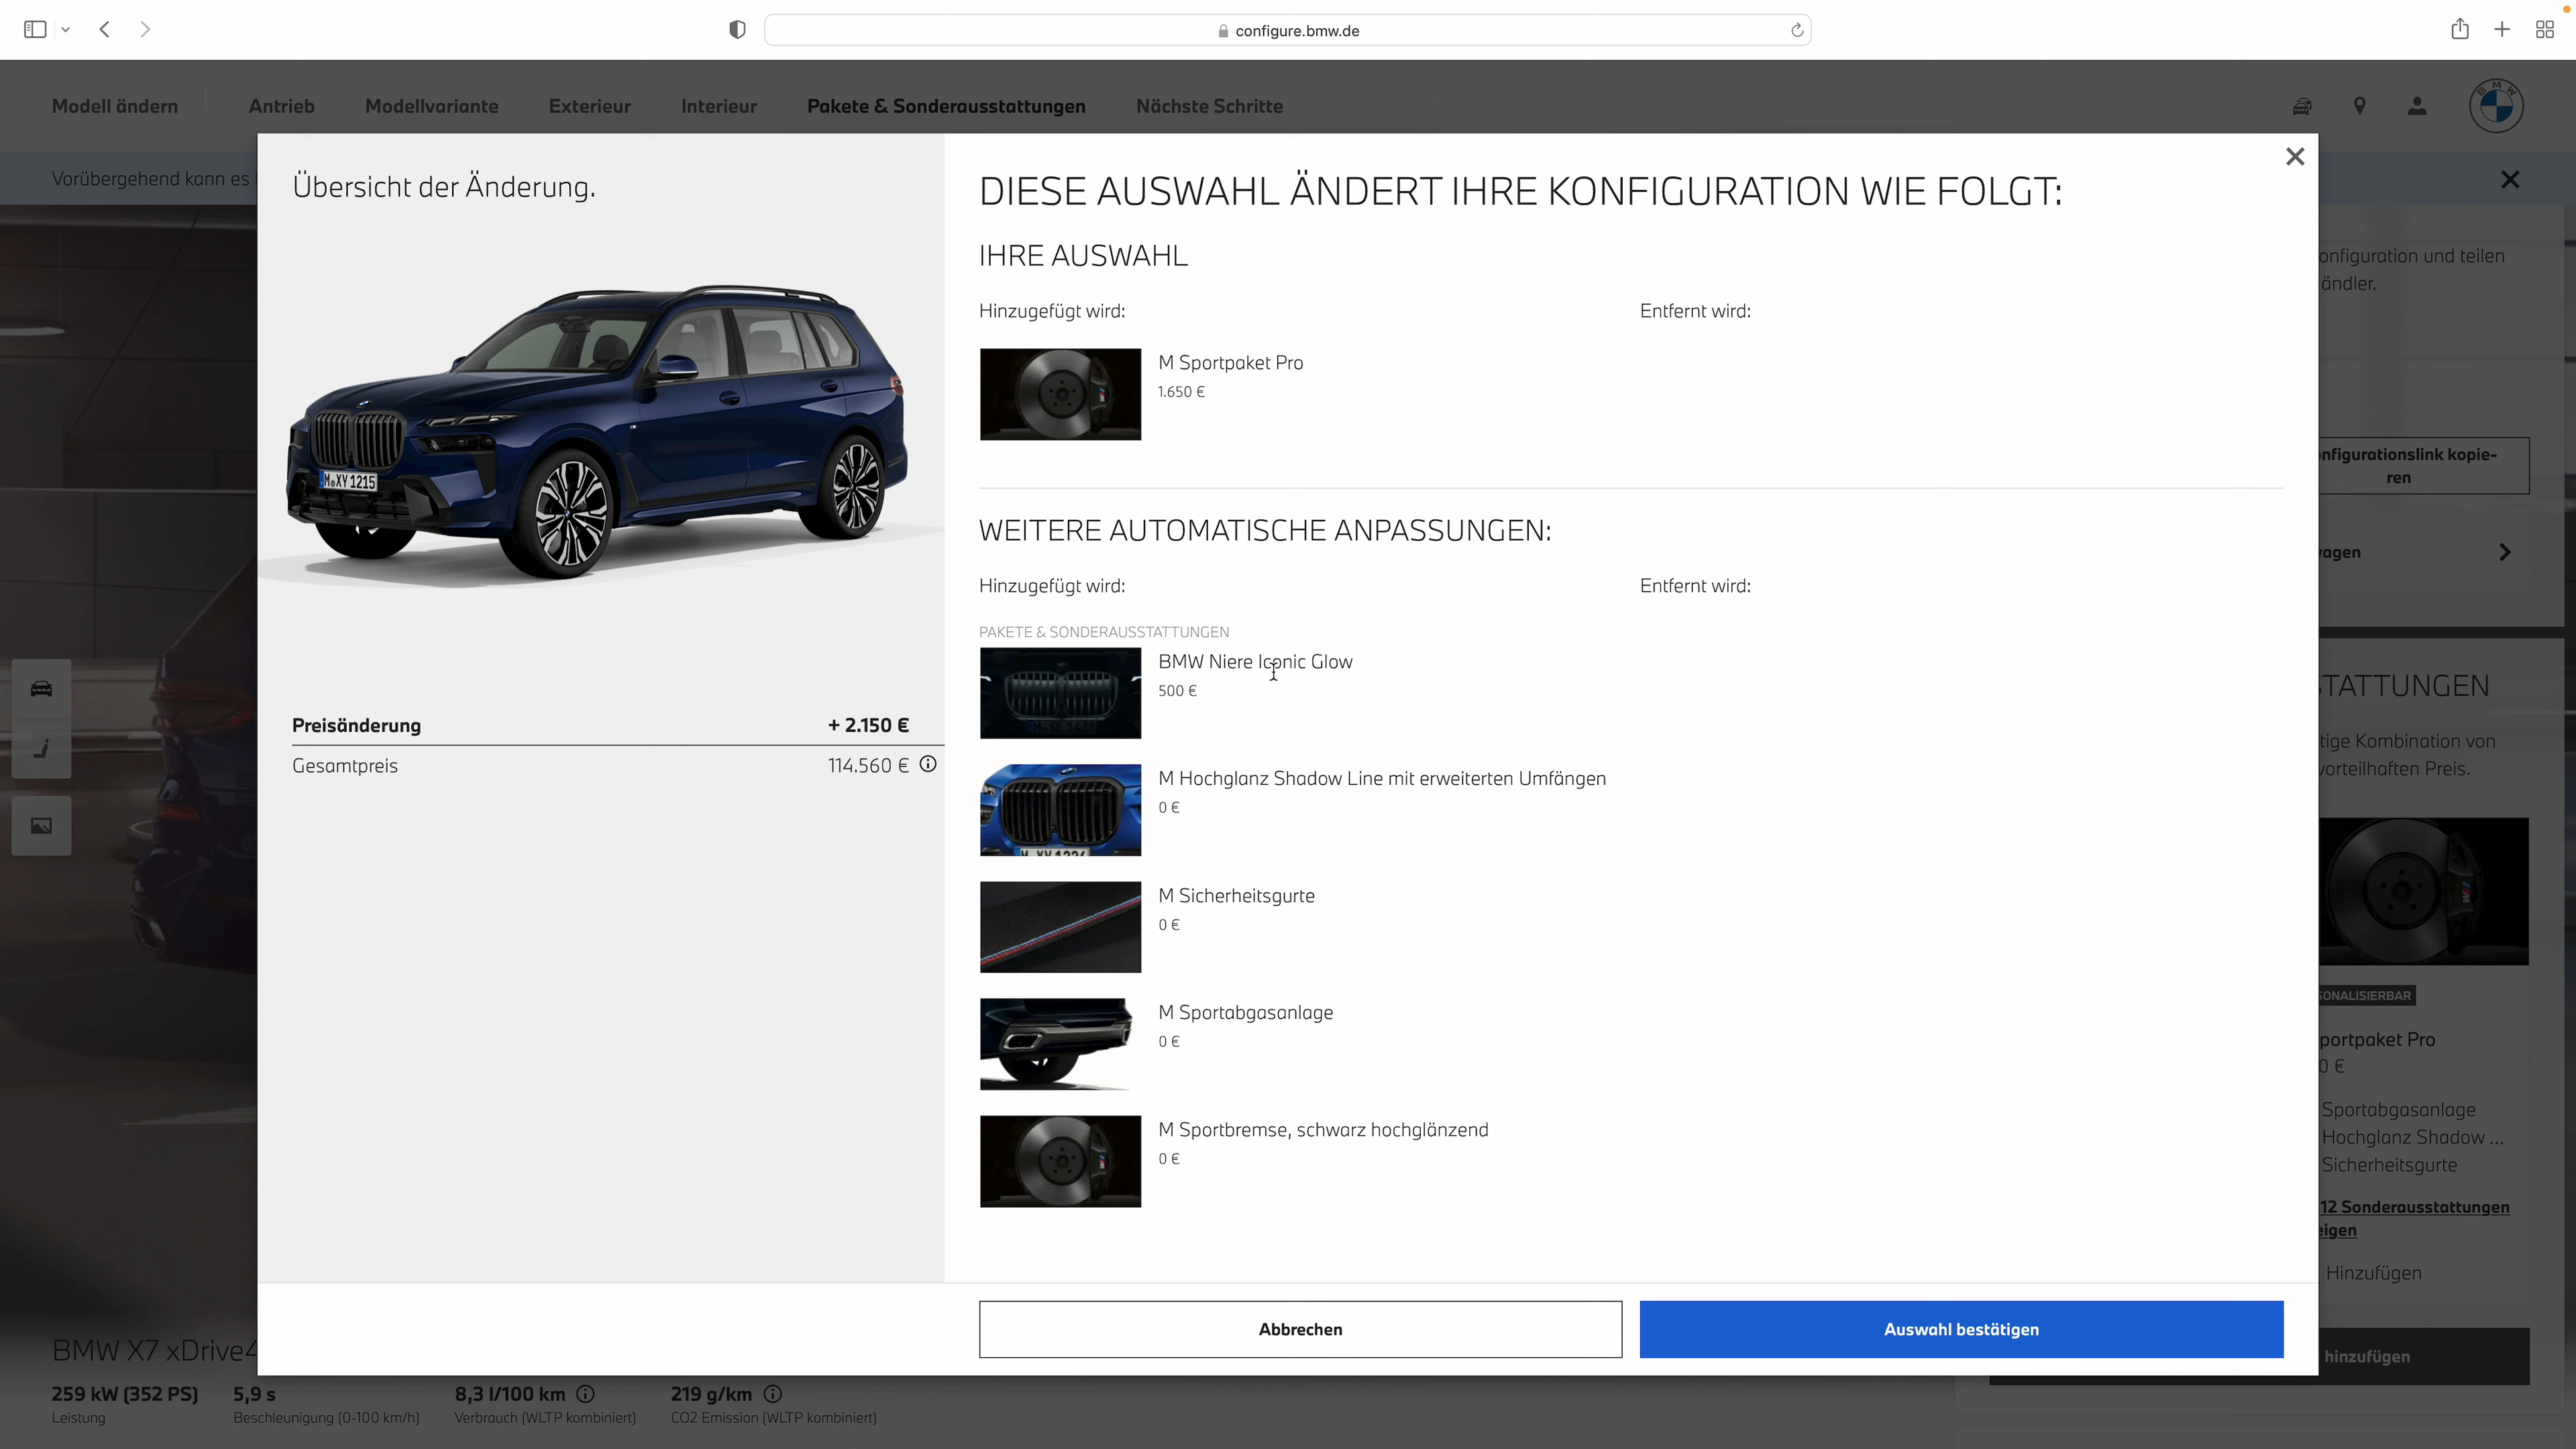 configure.bmw.de
Modell ändern
Antrieb
Modellvariante
Exterieur
Interieur
Pakete & Sonderausstattungen
Nächste Schritte
BMW
Vorübergehend kann es
Übersicht der Änderung.
M XY 1215
Preisänderung + 2.150 €
Gesamtpreis 114.560 €
DIESE AUSWAHL ÄNDERT IHRE KONFIGURATION WIE FOLGT:
IHRE AUSWAHL
Hinzugefügt wird: Entfernt wird:
M Sportpaket Pro
1.650 €
WEITERE AUTOMATISCHE ANPASSUNGEN:
Hinzugefügt wird: Entfernt wird:
PAKETE & SONDERAUSSTATTUNGEN
BMW Niere Iconic Glow
500 €
M Hochglanz Shadow Line mit erweiterten Umfängen
0 €
M Sicherheitsgurte
0 €
M Sportabgasanlage
0 €
M Sportbremse, schwarz hochglänzend
0 €
Abbrechen
Auswahl bestätigen
onfiguration und teilen
ändler.
nfigurationslink kopie-
ren
agen
TATTUNGEN
tige Kombination von
vorteilhaften Preis.
SONALISIERBAR
portpaket Pro
0 €
Sportabgasanlage
Hochglanz Shadow ...
Sicherheitsgurte
12 Sonderausstattungen
eigen
Hinzufügen
hinzufügen
BMW X7 xDrive4
259 kW (352 PS)
Leistung
5,9 s
Beschleunigung (0-100 km/h)
8,3 l/100 km
Verbrauch (WLTP kombiniert)
219 g/km
CO2 Emission (WLTP kombiniert)